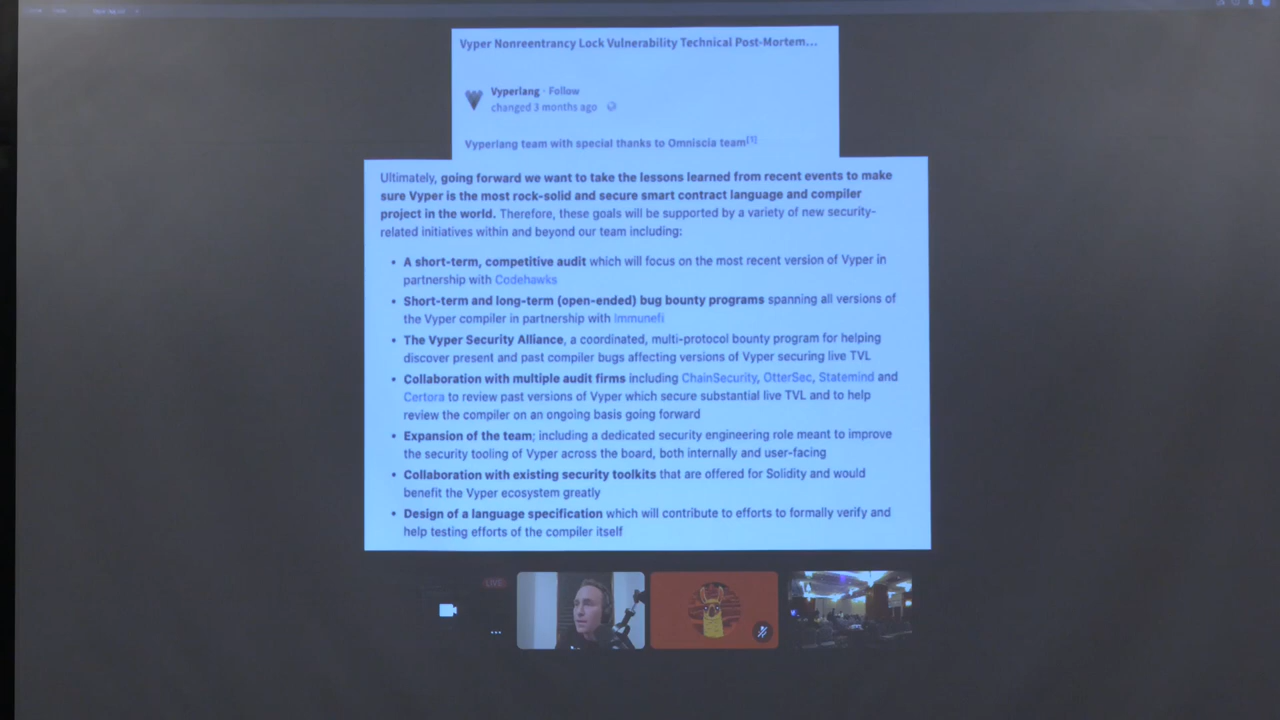 Vyper Nonreentrancy Lock Vulnerability Technical Post-Mortem...
Vyperlang · Follow
changed 3 months ago
Vyperlang team with special thanks to Omniscia team[1]
Ultimately, going forward we want to take the lessons learned from recent events to make
sure Vyper is the most rock-solid and secure smart contract language and compiler
project in the world. Therefore, these goals will be supported by a variety of new security-
related initiatives within and beyond our team including:
• A short-term, competitive audit which will focus on the most recent version of Vyper in
partnership with Codehawks
• Short-term and long-term (open-ended) bug bounty programs spanning all versions of
the Vyper compiler in partnership with Immunefi
• The Vyper Security Alliance, a coordinated, multi-protocol bounty program for helping
discover present and past compiler bugs affecting versions of Vyper securing live TVL
• Collaboration with multiple audit firms including ChainSecurity, OtterSec, Statemind and
Certora to review past versions of Vyper which secure substantial live TVL and to help
review the compiler on an ongoing basis going forward
• Expansion of the team; including a dedicated security engineering role meant to improve
the security tooling of Vyper across the board, both internally and user-facing
• Collaboration with existing security toolkits that are offered for Solidity and would
benefit the Vyper ecosystem greatly
• Design of a language specification which will contribute to efforts to formally verify and
help testing efforts of the compiler itself
LIVE